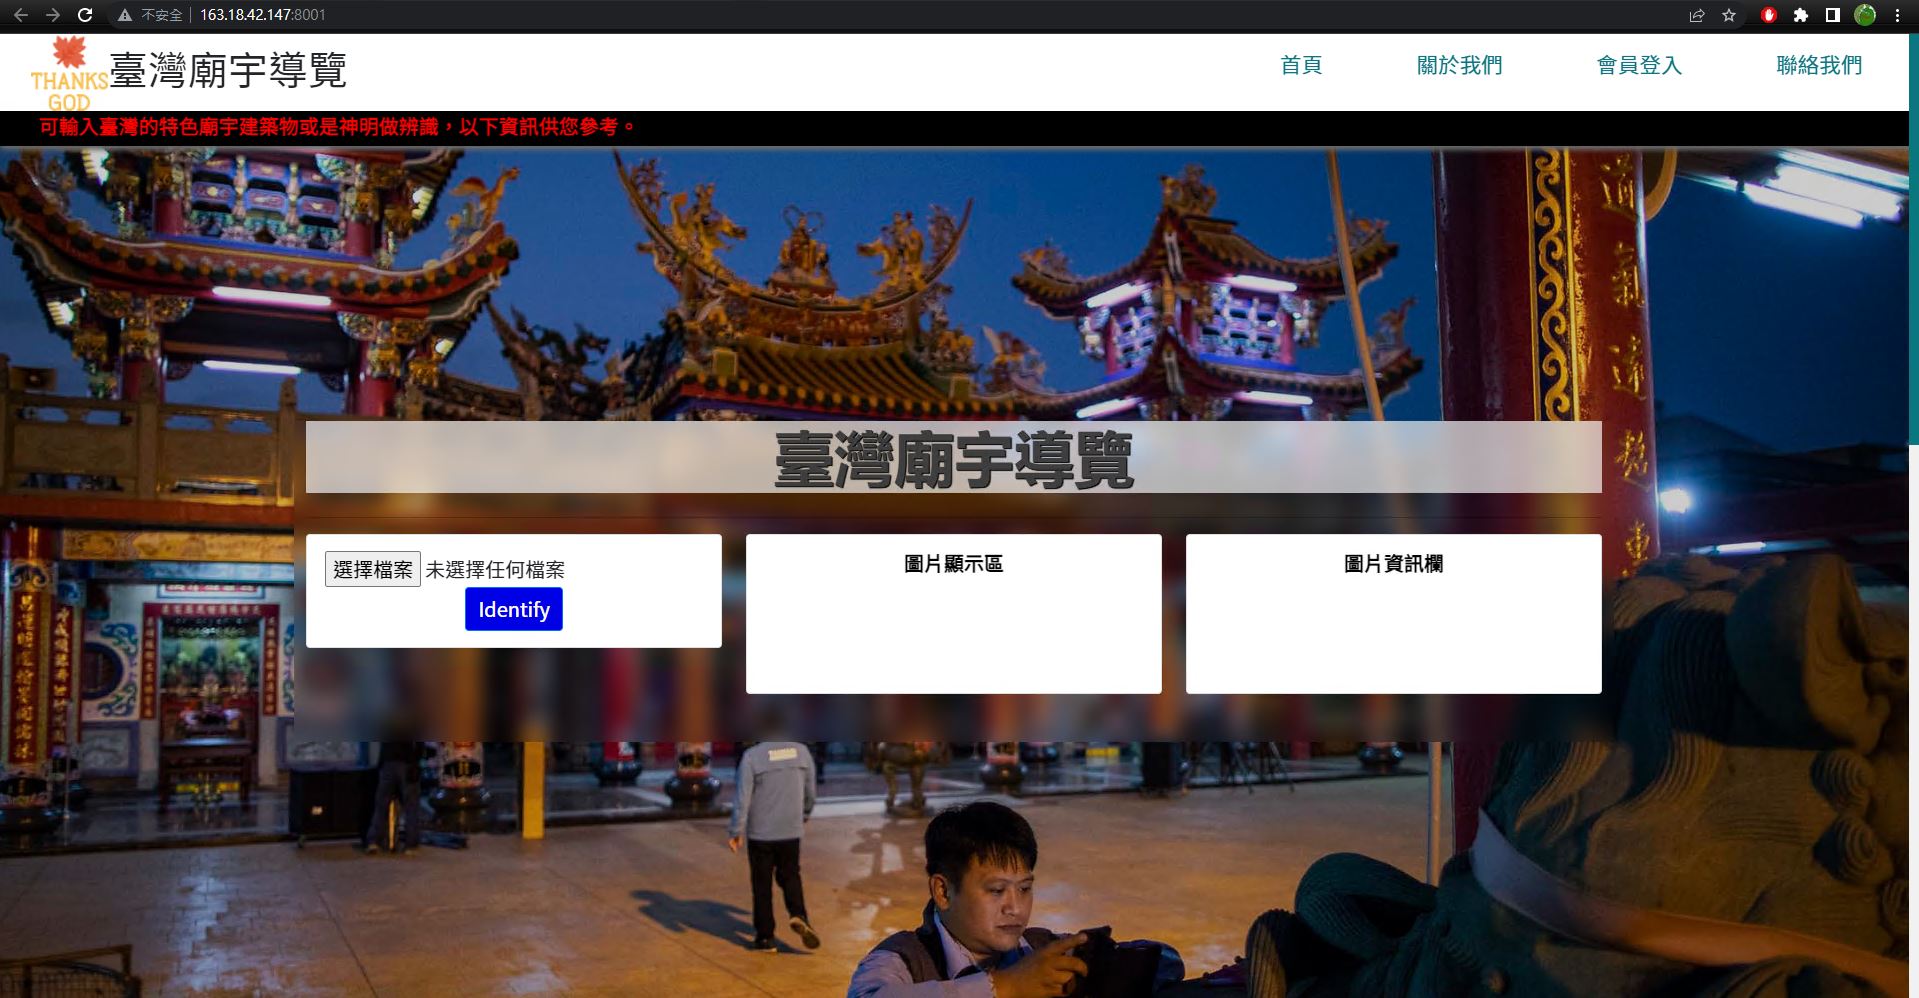 不安全 163.18.42.147:8001
THANKS GOD
臺灣廟宇導覽
首頁 關於我們 會員登入 聯絡我們
可輸入臺灣的特色廟宇建築物或是神明做辨識，以下資訊供您參考。
臺灣廟宇導覽
選擇檔案 未選擇任何檔案
Identify
圖片顯示區
圖片資訊欄